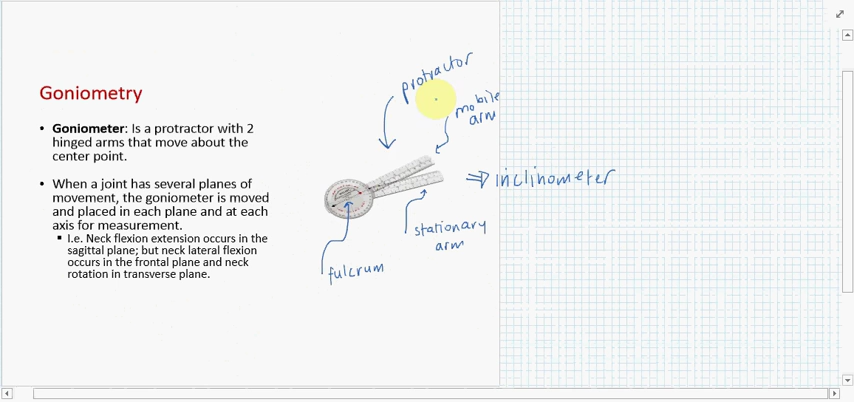 Goniometry
• Goniometer: Is a protractor with 2
hinged arms that move about the
center point.
• When a joint has several planes of
movement, the goniometer is moved
and placed in each plane and at each
axis for measurement.
▪ I.e. Neck flexion extension occurs in the
sagittal plane; but neck lateral flexion
occurs in the frontal plane and neck
rotation in transverse plane.
protractor
mobile
arm
⇒ inclinometer
stationary
arm
fulcrum